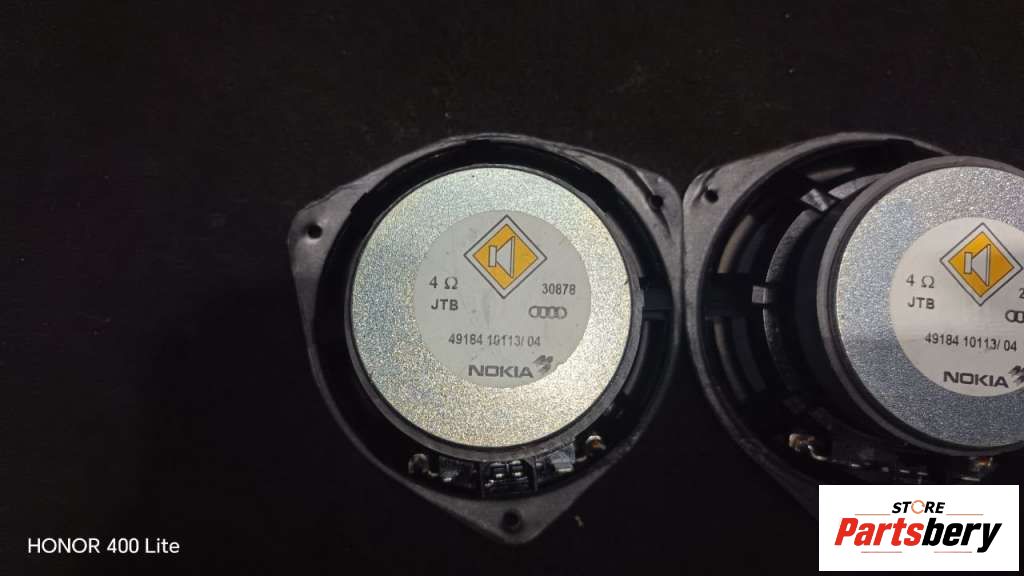 4 Ω
30878
JTB
49184 10113/ 04
NOKIA
4 Ω
JTB
49184 10113/ 04
NOKIA
HONOR 400 Lite
STORE
Partsbery